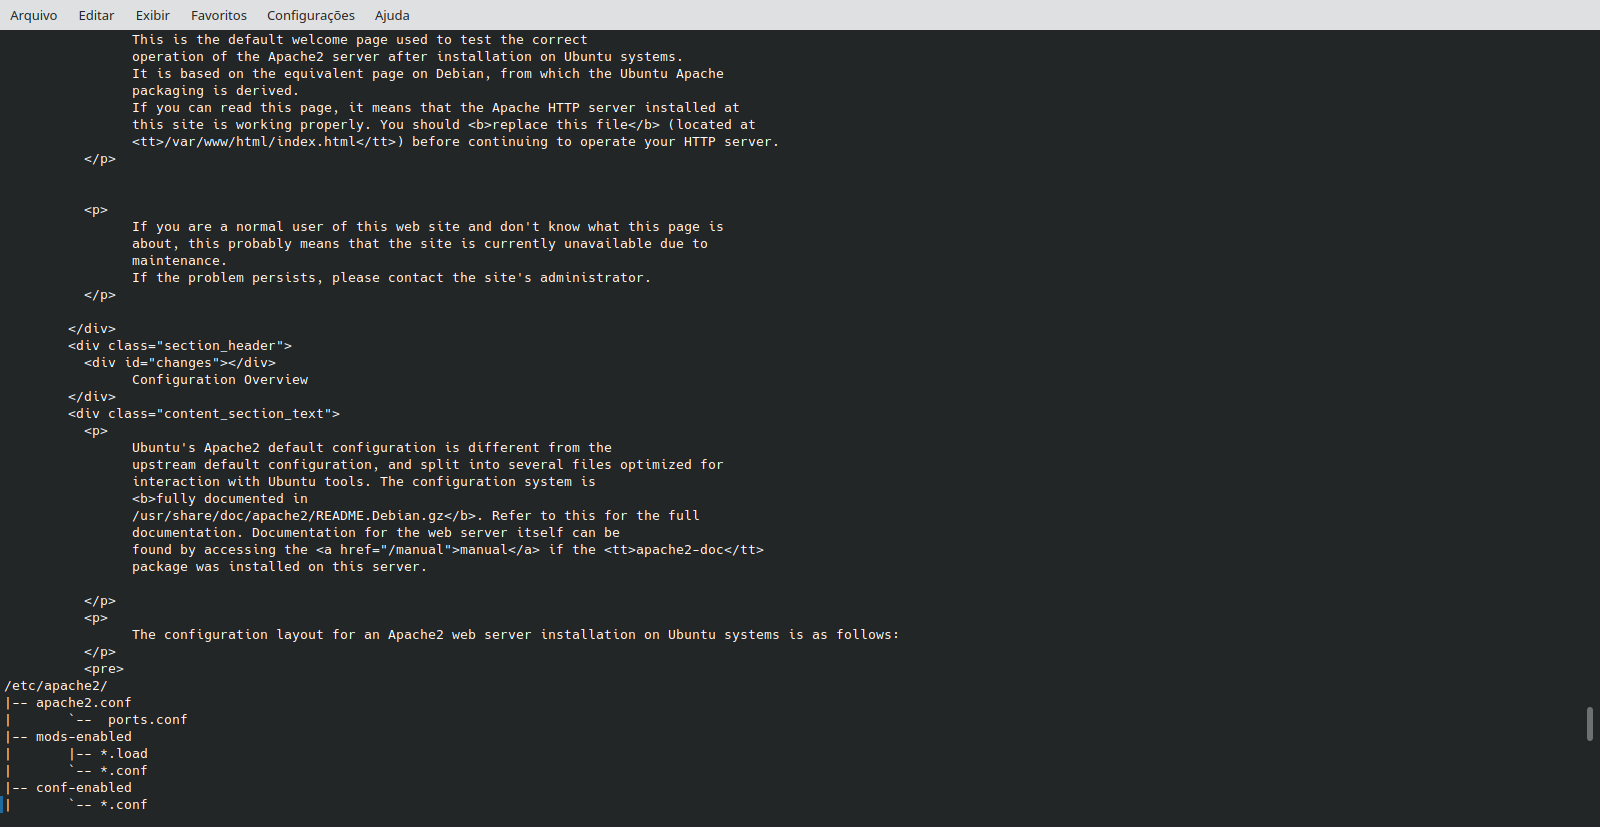 Arquivo Editar Exibir Favoritos Configurações Ajuda
This is the default welcome page used to test the correct
operation of the Apache2 server after installation on Ubuntu systems.
It is based on the equivalent page on Debian, from which the Ubuntu Apache
packaging is derived.
If you can read this page, it means that the Apache HTTP server installed at
this site is working properly. You should <b>replace this file</b> (located at
<tt>/var/www/html/index.html</tt>) before continuing to operate your HTTP server.
</p>
<p>
If you are a normal user of this web site and don't know what this page is
about, this probably means that the site is currently unavailable due to
maintenance.
If the problem persists, please contact the site's administrator.
</p>
</div>
<div class="section_header">
<div id="changes"></div>
Configuration Overview
</div>
<div class="content_section_text">
<p>
Ubuntu's Apache2 default configuration is different from the
upstream default configuration, and split into several files optimized for
interaction with Ubuntu tools. The configuration system is
<b>fully documented in
/usr/share/doc/apache2/README.Debian.gz</b>. Refer to this for the full
documentation. Documentation for the web server itself can be
found by accessing the <a href="/manual">manual</a> if the <tt>apache2-doc</tt>
package was installed on this server.
</p>
<p>
The configuration layout for an Apache2 web server installation on Ubuntu systems is as follows:
</p>
<pre>
/etc/apache2/
|-- apache2.conf
|       `--  ports.conf
|-- mods-enabled
|       |-- *.load
|       `-- *.conf
|-- conf-enabled
|       `-- *.conf